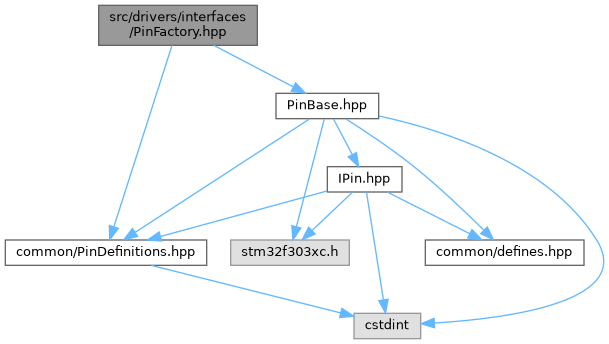 src/drivers/interfaces
/PinFactory.hpp
PinBase.hpp
IPin.hpp
common/PinDefinitions.hpp
stm32f303xc.h
common/defines.hpp
cstdint